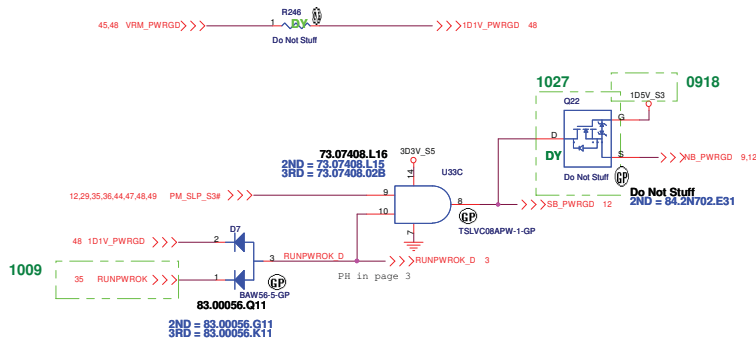 R246
45,48 VRM_PWRGD
1
DY
1D1V_PWRGD 48
Do Not Stuff
1027
0918
Q22
1D5V_S3
G
D
DY
S
NB_PWRGD 9,12
Do Not Stuff
GP
Do Not Stuff
2ND = 84.2N702.E31
73.07408.L16
2ND = 73.07408.L15
3RD = 73.07408.02B
3D3V_S5
14
U33C
12,29,35,36,44,47,48,49 PM_SLP_S3#
9
10
8
SB_PWRGD 12
GP
7
TSLVC08APW-1-GP
D7
48 1D1V_PWRGD
2
3
RUNPWROK_D
RUNPWROK_D 3
PH in page 3
1009
35 RUNPWROK
1
GP
BAW56-5-GP
83.00056.Q11
2ND = 83.00056.G11
3RD = 83.00056.K11